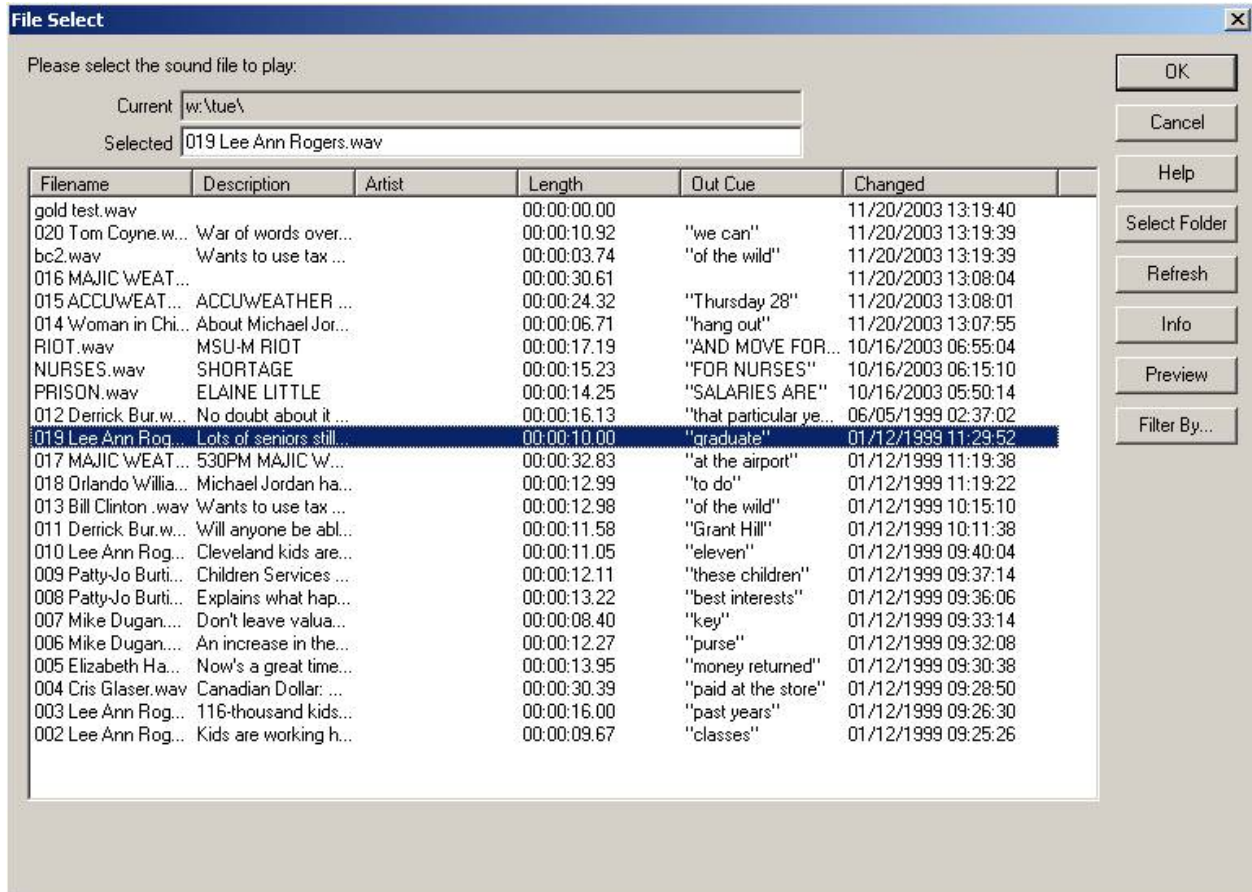 File Select
Please select the sound file to play:
OK
Current w:\tue\
Cancel
Selected 019 Lee Ann Rogers.wav
Help
Select Folder
Refresh
Info
Preview
Filter By...
Filename Description Artist Length Out Cue Changed
gold test.wav 00:00:00.00 11/20/2003 13:19:40
020 Tom Coyne.w... War of words over... 00:00:10.92 "we can" 11/20/2003 13:19:39
bc2.wav Wants to use tax ... 00:00:03.74 "of the wild" 11/20/2003 13:19:39
016 MAJIC WEAT... 00:00:30.61 11/20/2003 13:08:04
015 ACCUWEAT... ACCUWEATHER ... 00:00:24.32 "Thursday 28" 11/20/2003 13:08:01
014 Woman in Chi... About Michael Jor... 00:00:06.71 "hang out" 11/20/2003 13:07:55
RIOT.wav MSU-M RIOT 00:00:17.19 "AND MOVE FOR... 10/16/2003 06:55:04
NURSES.wav SHORTAGE 00:00:15.23 "FOR NURSES" 10/16/2003 06:15:10
PRISON.wav ELAINE LITTLE 00:00:14.25 "SALARIES ARE" 10/16/2003 05:50:14
012 Derrick Bur.w... No doubt about it ... 00:00:16.13 "that particular ye... 06/05/1999 02:37:02
019 Lee Ann Rog... Lots of seniors still... 00:00:10.00 "graduate" 01/12/1999 11:29:52
017 MAJIC WEAT... 530PM MAJIC W... 00:00:32.83 "at the airport" 01/12/1999 11:19:38
018 Orlando Willia... Michael Jordan ha... 00:00:12.99 "to do" 01/12/1999 11:19:22
013 Bill Clinton .wav Wants to use tax ... 00:00:12.98 "of the wild" 01/12/1999 10:15:10
011 Derrick Bur.w... Will anyone be abl... 00:00:11.58 "Grant Hill" 01/12/1999 10:11:38
010 Lee Ann Rog... Cleveland kids are... 00:00:11.05 "eleven" 01/12/1999 09:40:04
009 Patty-Jo Burti... Children Services ... 00:00:12.11 "these children" 01/12/1999 09:37:14
008 Patty-Jo Burti... Explains what hap... 00:00:13.22 "best interests" 01/12/1999 09:36:06
007 Mike Dugan.... Don't leave valua... 00:00:08.40 "key" 01/12/1999 09:33:14
006 Mike Dugan.... An increase in the... 00:00:12.27 "purse" 01/12/1999 09:32:08
005 Elizabeth Ha... Now's a great time... 00:00:13.95 "money returned" 01/12/1999 09:30:38
004 Cris Glaser.wav Canadian Dollar: ... 00:00:30.39 "paid at the store" 01/12/1999 09:28:50
003 Lee Ann Rog... 116-thousand kids... 00:00:16.00 "past years" 01/12/1999 09:26:30
002 Lee Ann Rog... Kids are working h... 00:00:09.67 "classes" 01/12/1999 09:25:26